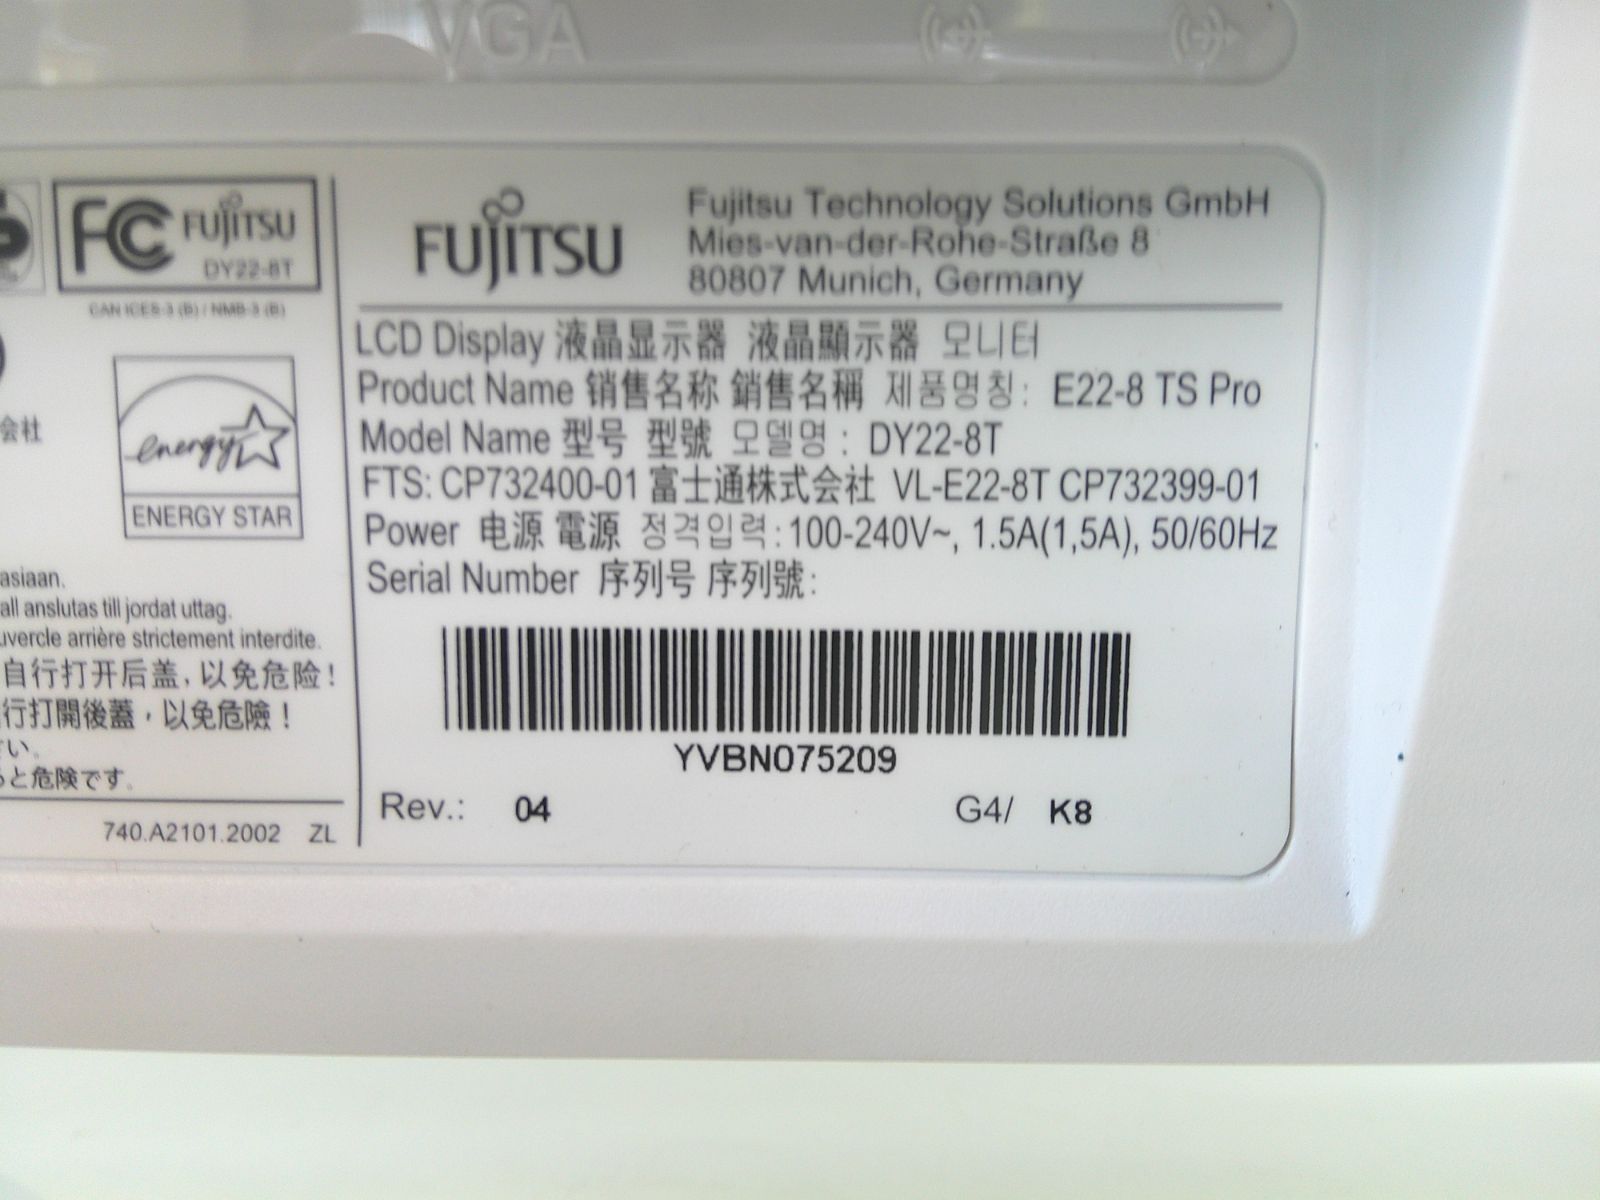 VGA
FC FUJITSU
DY22-8T
CAN ICES-3 (B) / NMB-3 (B)
会社
energy
ENERGY STAR
asiaan.
all anslutas till jordat uttag.
uvercle arrière strictement interdite.
自行打开后盖，以免危险！
行打開後蓋，以免危險！
い。
と危険です。
740.A2101.2002 ZL
FUJITSU
Fujitsu Technology Solutions GmbH
Mies-van-der-Rohe-Straße 8
80807 Munich, Germany
LCD Display 液晶显示器 液晶顯示器 모니터
Product Name 销售名称 銷售名稱 제품명칭: E22-8 TS Pro
Model Name 型号 型號 모델명 : DY22-8T
FTS: CP732400-01 富士通株式会社 VL-E22-8T CP732399-01
Power 电源 電源 정격입력:100-240V~, 1.5A(1,5A), 50/60Hz
Serial Number 序列号 序列號:
YVBN075209
Rev.: 04 G4/ K8